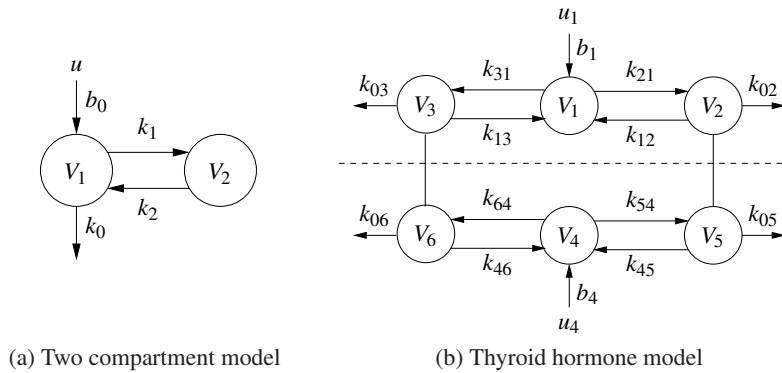 u
b₀
k₁
V₁
V₂
k₂
k₀
(a) Two compartment model
u₁
b₁
k₀₃
k₃₁
k₂₁
k₀₂
V₃
V₁
V₂
k₁₃
k₁₂
k₀₆
k₆₄
k₅₄
k₀₅
V₆
V₄
V₅
k₄₆
k₄₅
b₄
u₄
(b) Thyroid hormone model